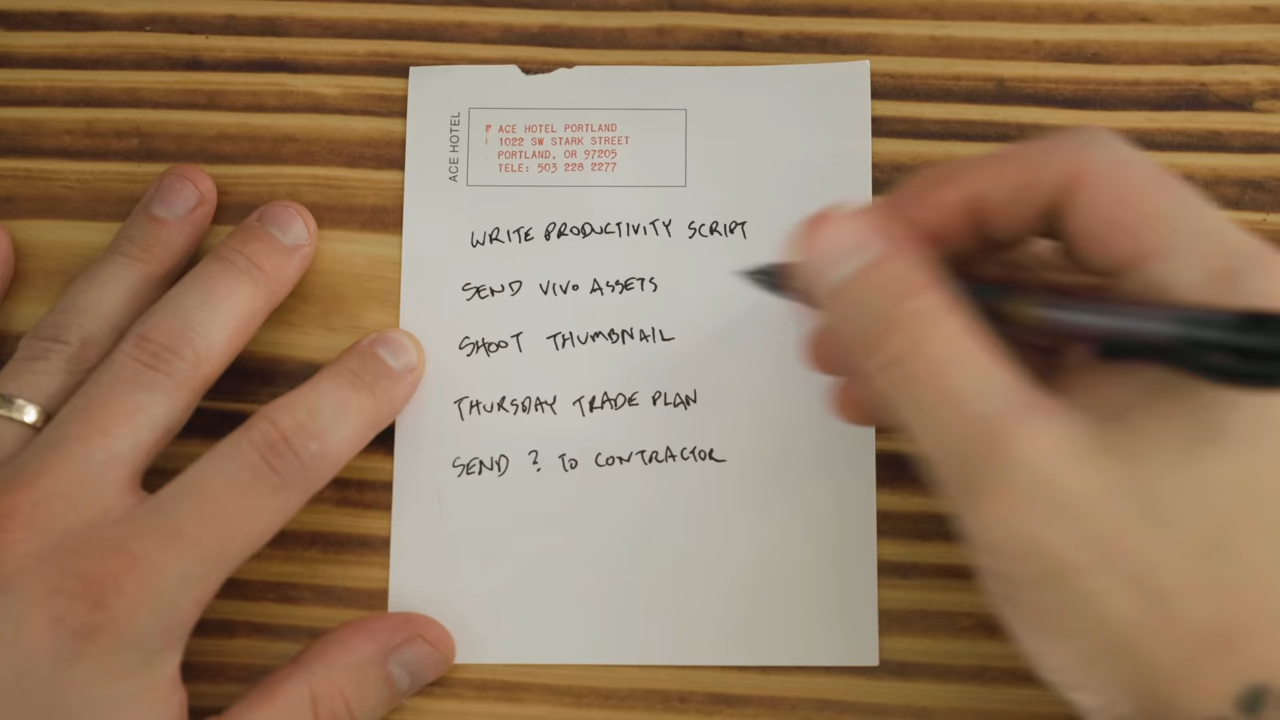 ACE HOTEL
ACE HOTEL PORTLAND
1022 SW STARK STREET
PORTLAND, OR 97205
TELE: 503 228 2277
WRITE PRODUCTIVITY SCRIPT
SEND VIVO ASSETS
SHOOT THUMBNAIL
THURSDAY TRADE PLAN
SEND ? TO CONTRACTOR